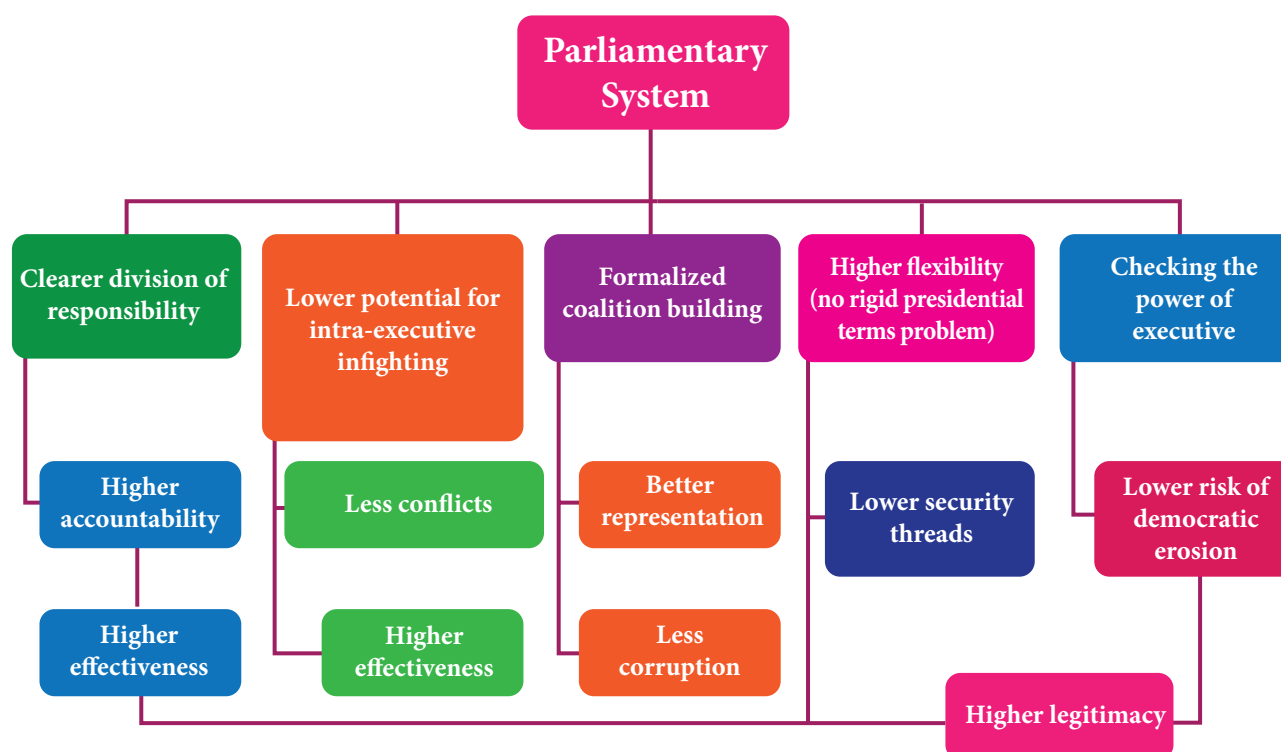 Parliamentary
System
Clearer division of
responsibility
Lower potential for
intra-executive
infighting
Formalized
coalition building
Higher flexibility
(no rigid presidential
terms problem)
Checking the
power of
executive
Higher
accountability
Less conflicts
Better
representation
Lower security
threads
Lower risk of
democratic
erosion
Higher
effectiveness
Higher
effectiveness
Less
corruption
Higher legitimacy